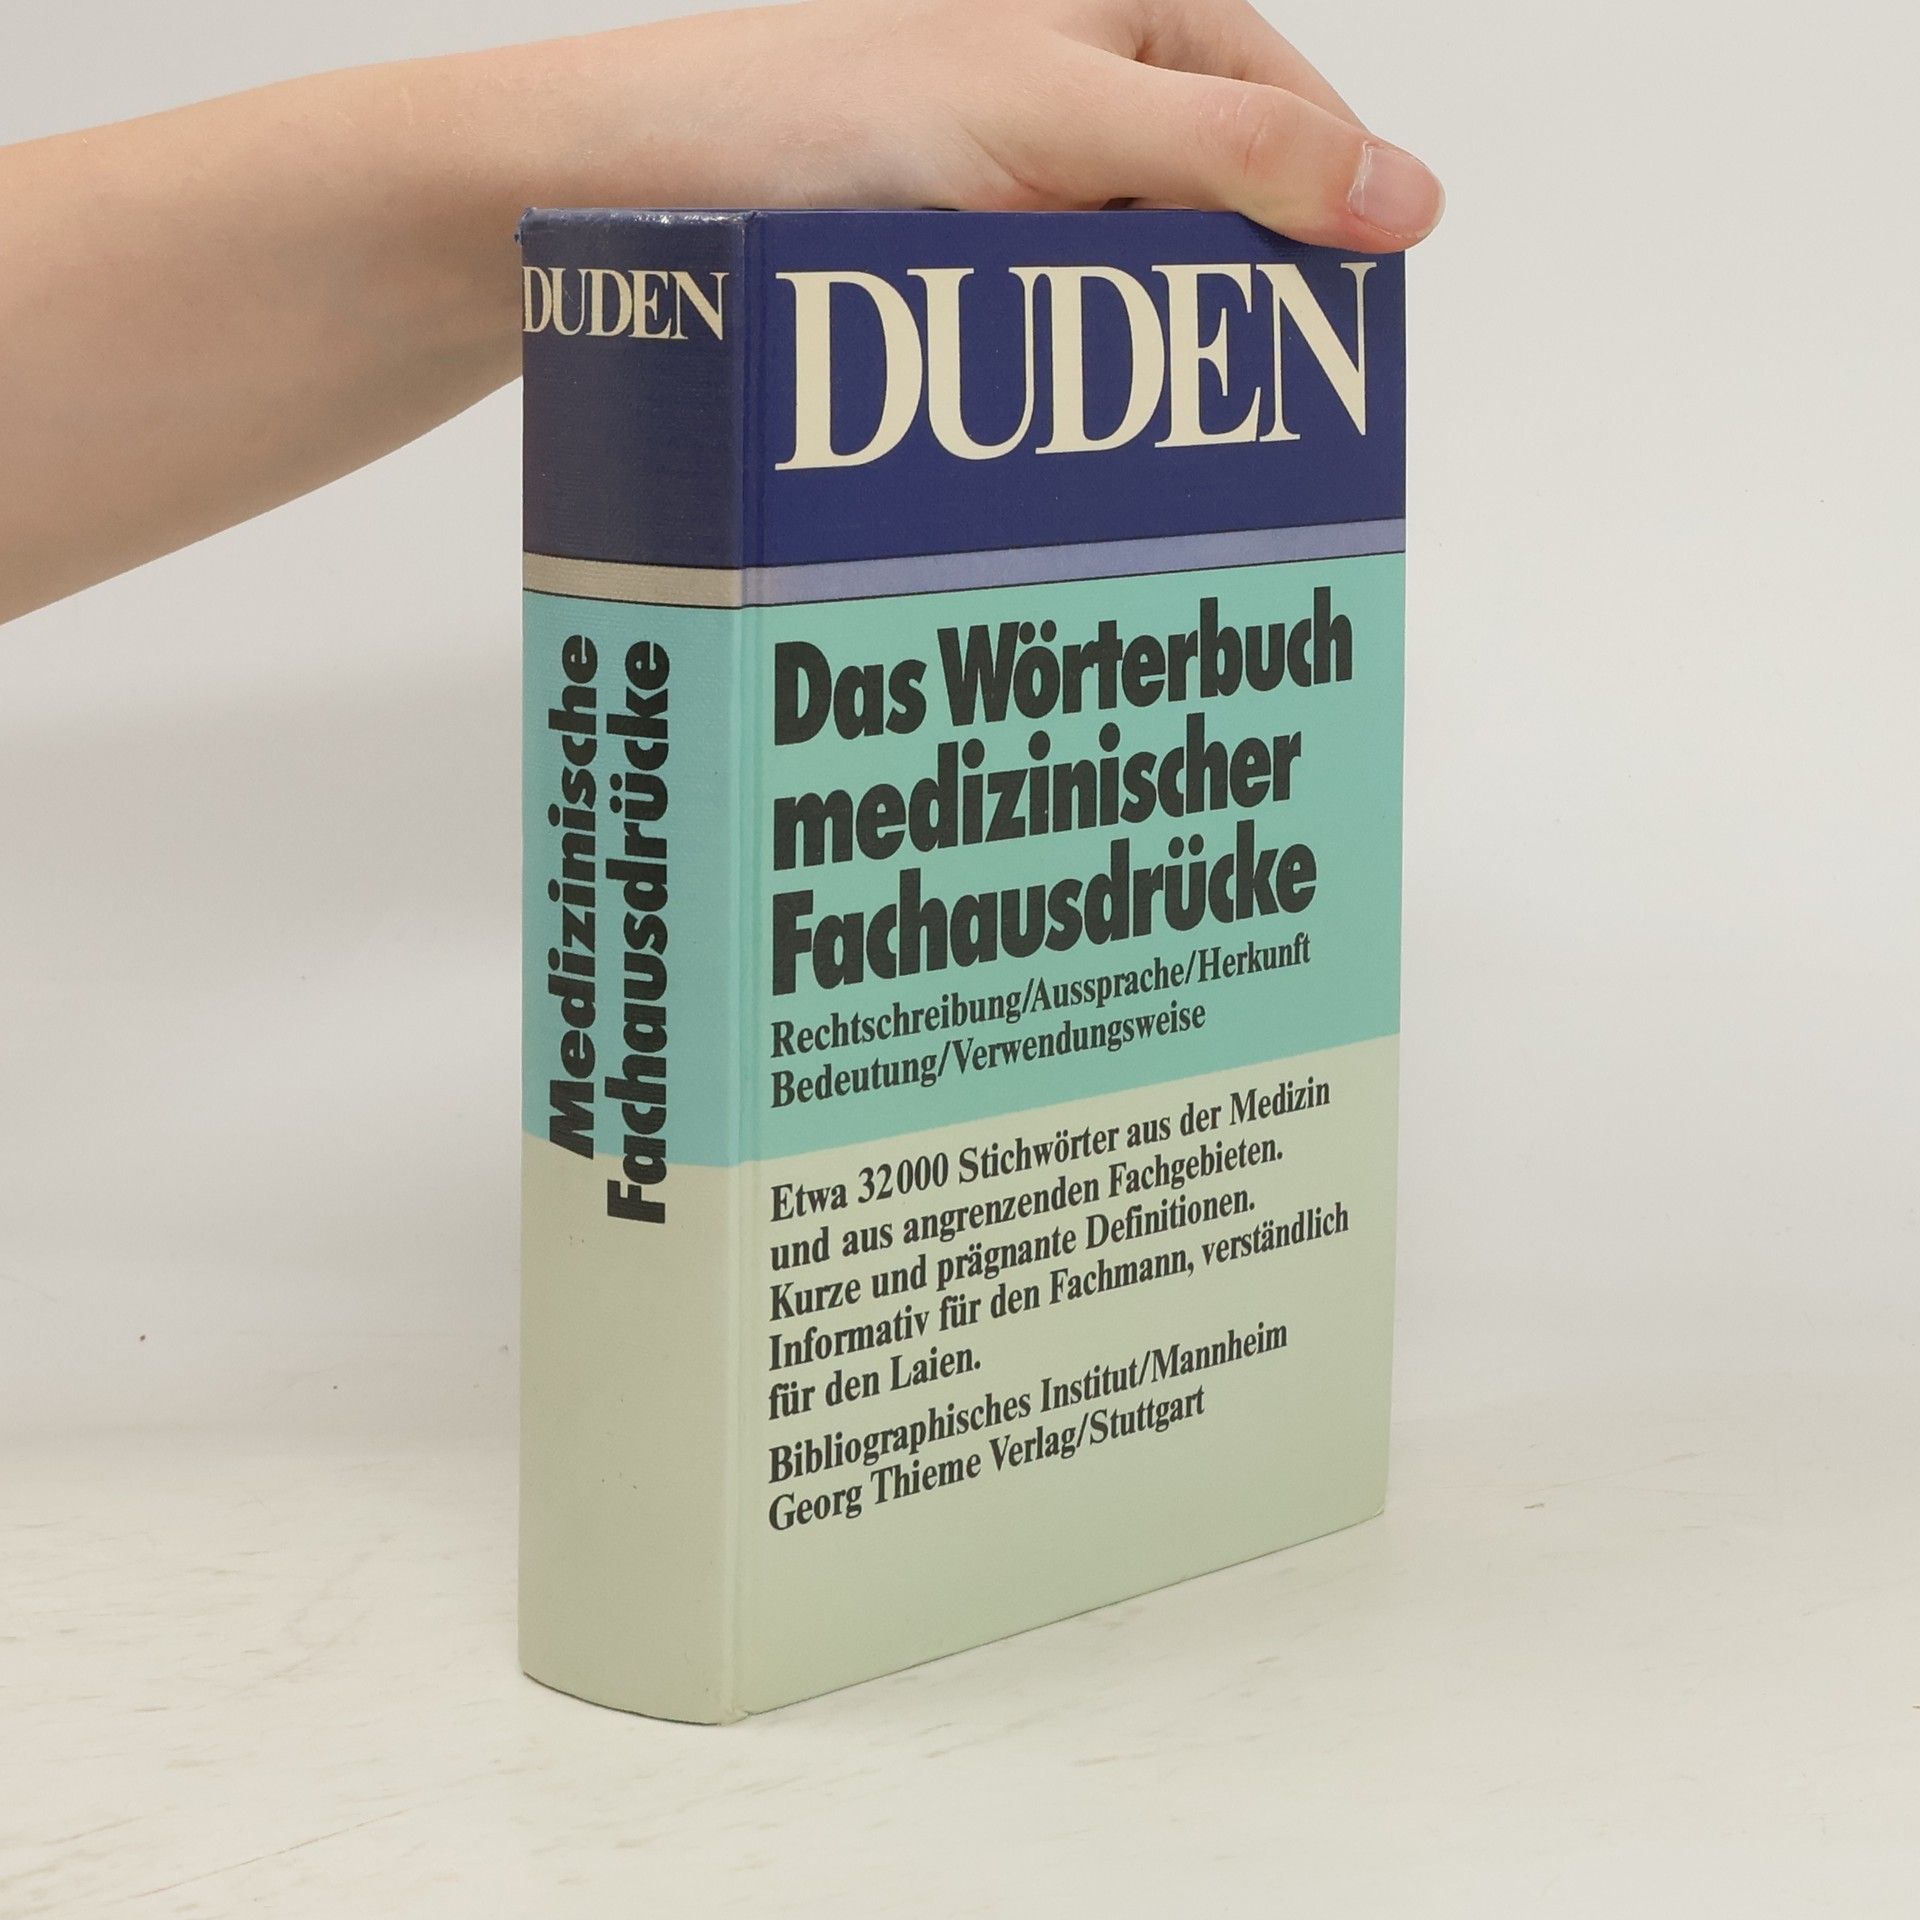 DUDEN
Medizinische
Fachausdrücke
DUDEN
Das Wörterbuch
medizinischer
Fachausdrücke
Rechtschreibung/Aussprache/Herkunft
Bedeutung/Verwendungsweise
Etwa 32000 Stichwörter aus der Medizin
und aus angrenzenden Fachgebieten.
Kurze und prägnante Definitionen.
Informativ für den Fachmann, verständlich
für den Laien.
Bibliographisches Institut/Mannheim
Georg Thieme Verlag/Stuttgart